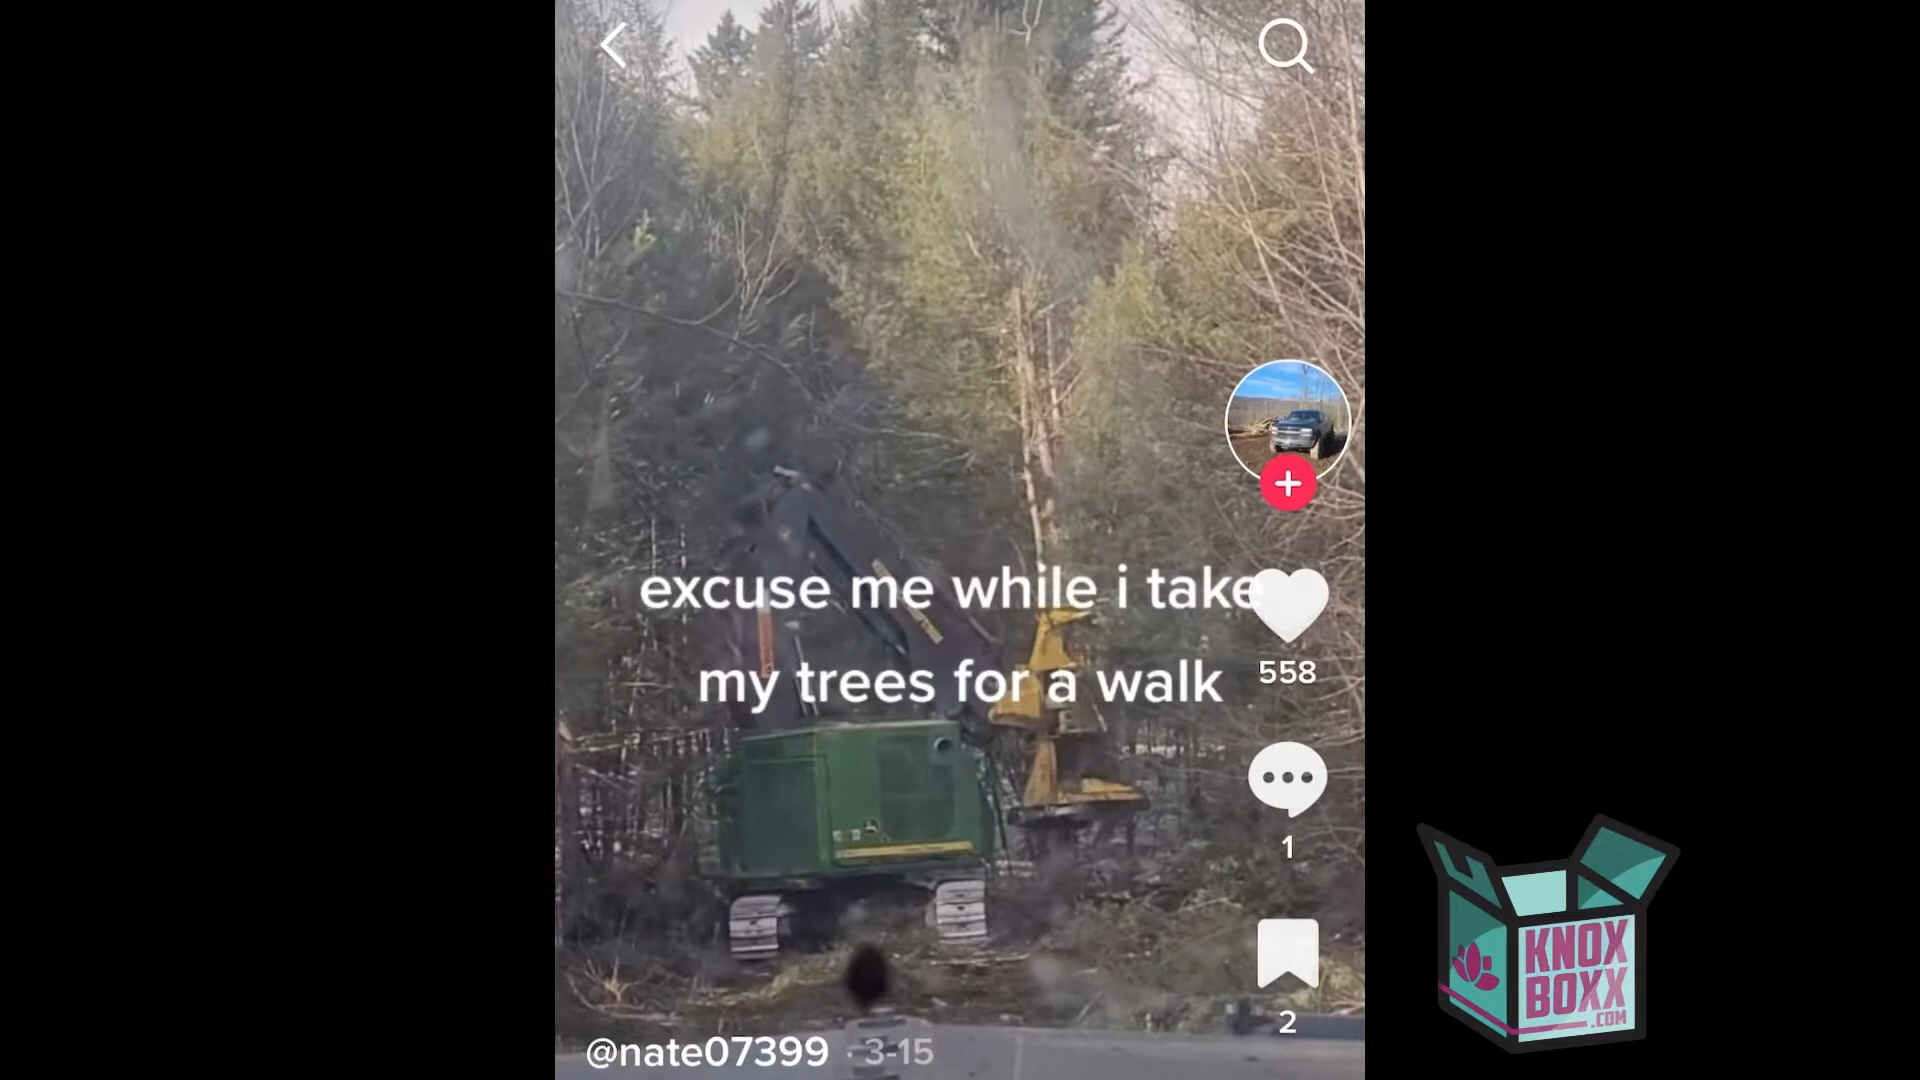 excuse me while i take
my trees for a walk
558
1
2
@nate07399 · 3-15
KNOX
BOXX
.COM